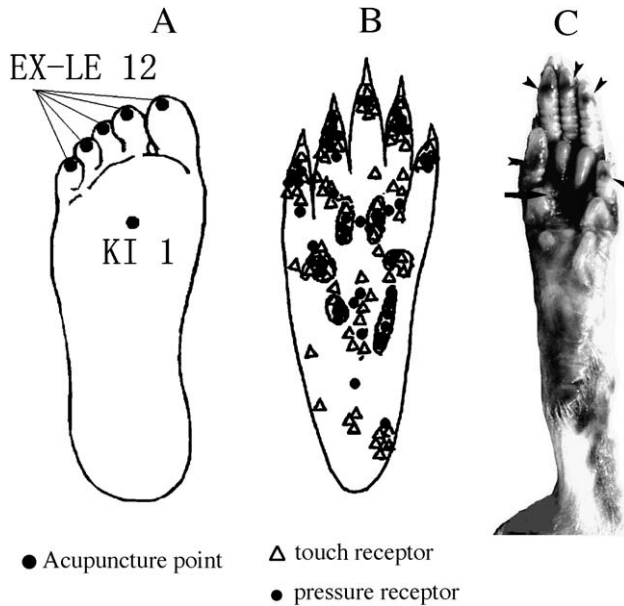 A
B
C
EX-LE 12
KI 1
Acupuncture point
touch receptor
pressure receptor